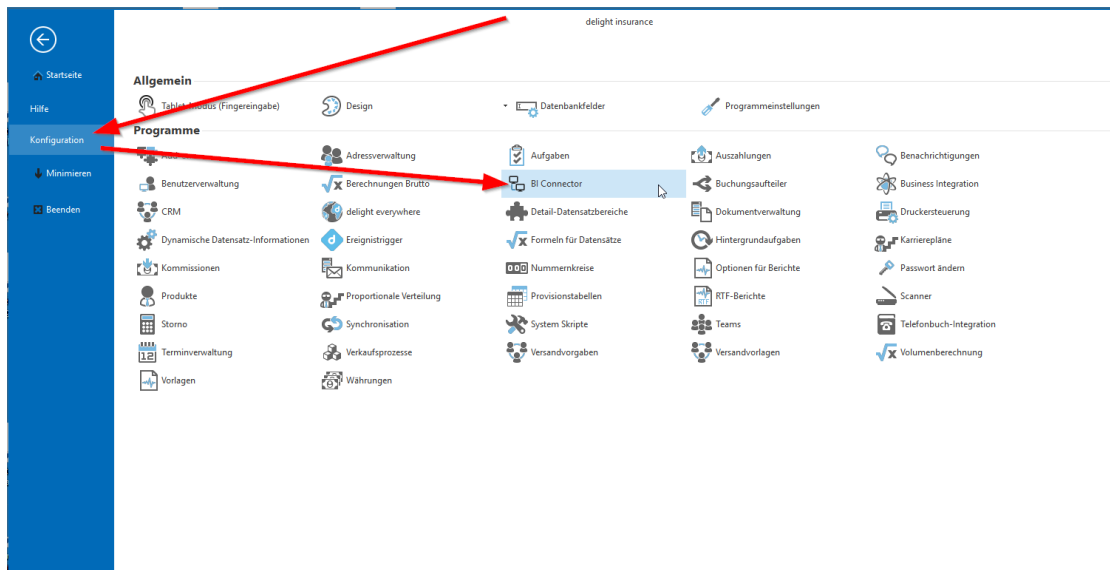 delight insurance
Startseite
Hilfe
Konfiguration
Minimieren
Beenden
Allgemein
Tablet-Modus (Fingereingabe) Design Datenbankfelder Programmeinstellungen
Programme
Adressverwaltung Aufgaben Auszahlungen Benachrichtigungen
Benutzerverwaltung Berechnungen Brutto BI Connector Buchungsaufteiler Business Integration
CRM delight everywhere Detail-Datensatzbereiche Dokumentverwaltung Druckersteuerung
Dynamische Datensatz-Informationen Ereignistrigger Formeln für Datensätze Hintergrundaufgaben Karrierepläne
Kommissionen Kommunikation Nummernkreise Optionen für Berichte Passwort ändern
Produkte Proportionale Verteilung Provisionstabellen RTF-Berichte Scanner
Storno Synchronisation System Skripte Teams Telefonbuch-Integration
Terminverwaltung Verkaufsprozesse Versandvorgaben Versandvorlagen Volumenberechnung
Vorlagen Währungen